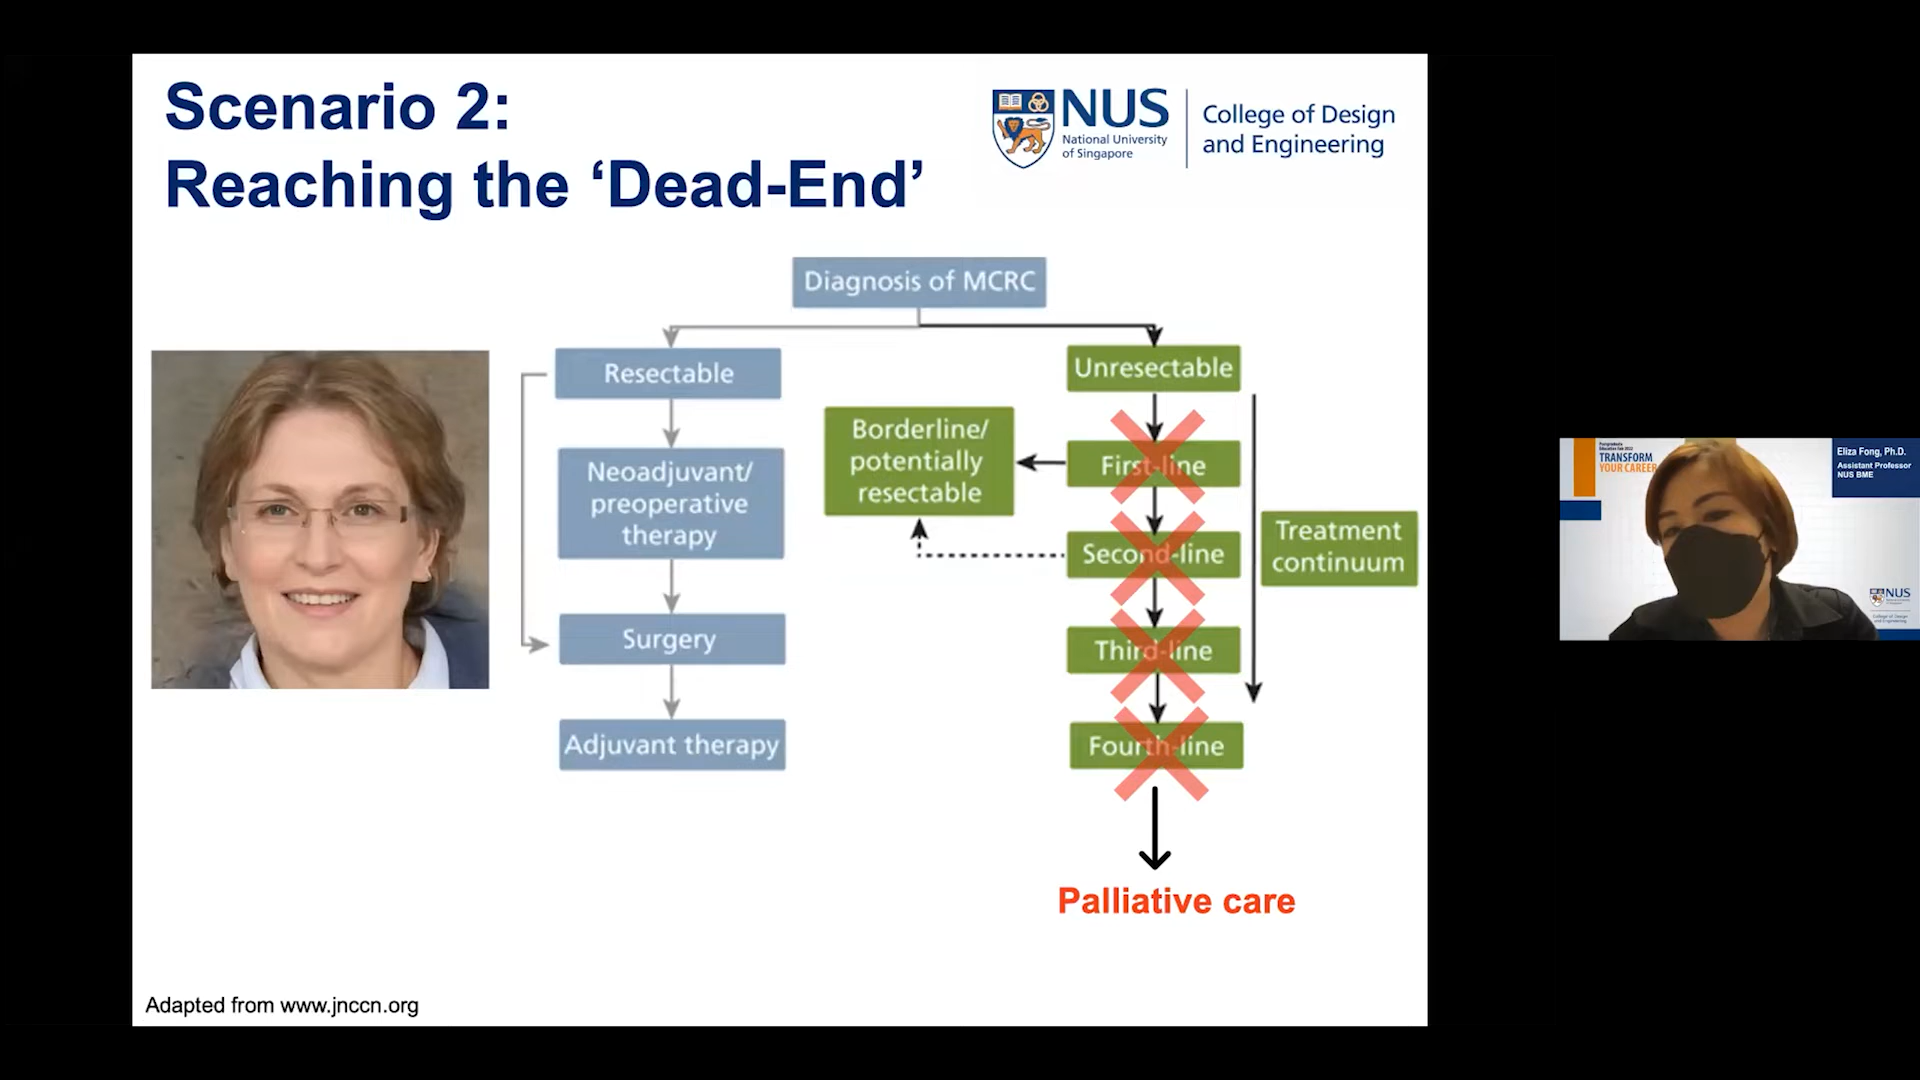 Scenario 2:
Reaching the ‘Dead-End’
NUS
National University
of Singapore
College of Design
and Engineering
Diagnosis of MCRC
Resectable
Neoadjuvant/
preoperative
therapy
Surgery
Adjuvant therapy
Unresectable
Borderline/
potentially
resectable
First-line
Second-line
Third-line
Fourth-line
Treatment
continuum
Palliative care
Adapted from www.jnccn.org
TRANSFORM
YOUR CAREER
Eliza Fong, Ph.D.
Assistant Professor
NUS BME
NUS